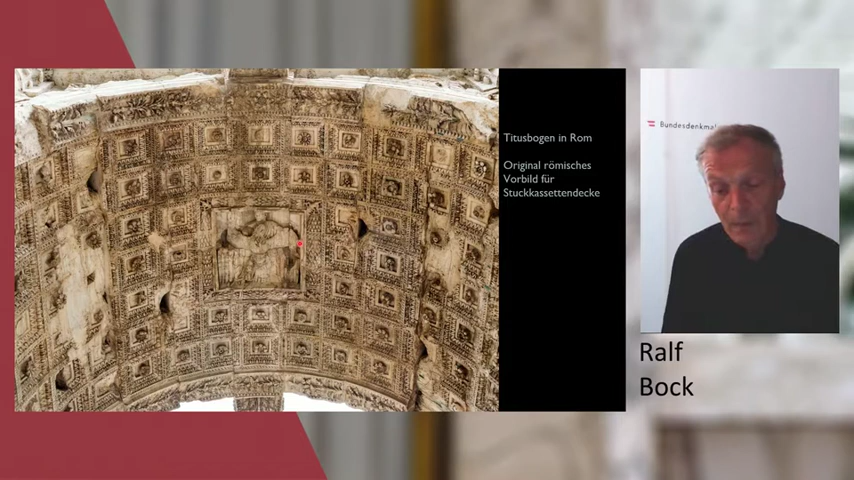 Titusbogen in Rom
Original römisches
Vorbild für
Stuckkassettendecke
Bundesdenkmal
Ralf
Bock